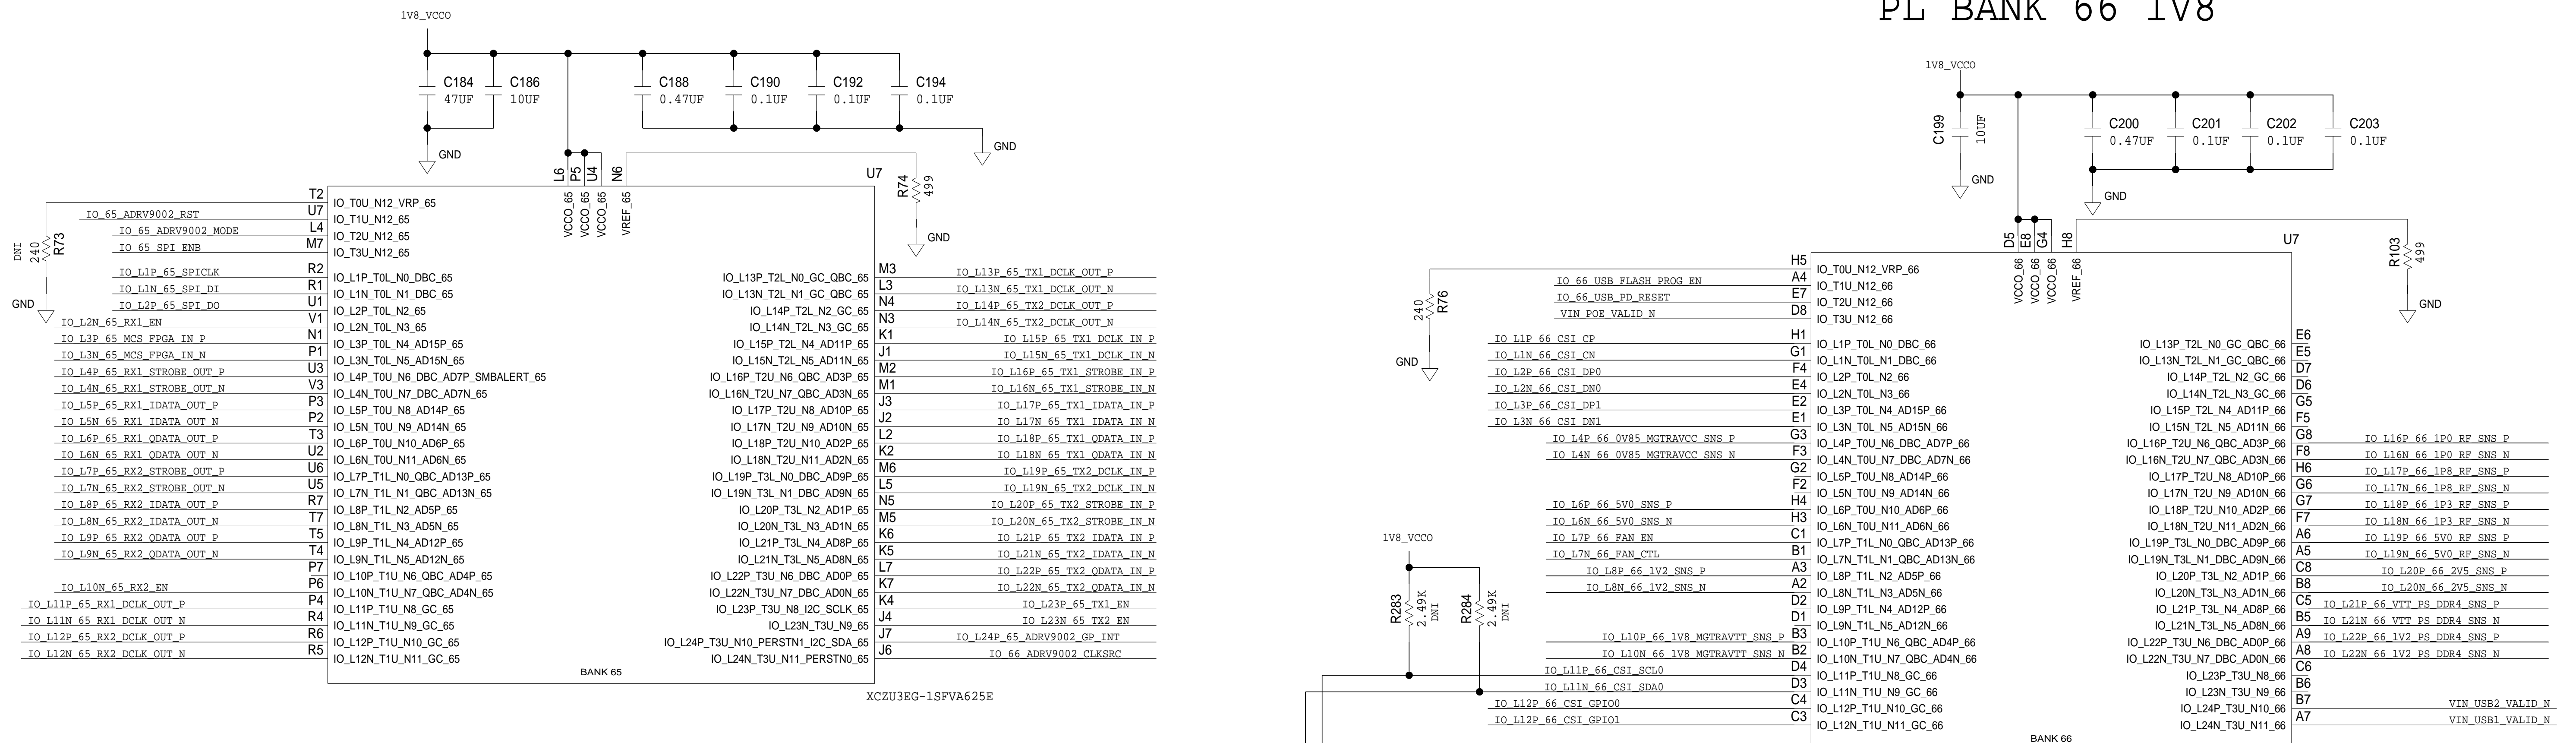 PL BANK 66 1V8
1V8_VCCO
C184
47UF
C186
10UF
C188
0.47UF
C190
0.1UF
C192
0.1UF
C194
0.1UF
GND
GND
L6
P5
U4
N6
U7
R74
499
GND
VCCO_65
VCCO_65
VCCO_65
VREF_65
DNI
240
R73
GND
T2 IO_T0U_N12_VRP_65
IO_65_ADRV9002_RST U7 IO_T1U_N12_65
IO_65_ADRV9002_MODE L4 IO_T2U_N12_65
IO_65_SPI_ENB M7 IO_T3U_N12_65
IO_L1P_65_SPICLK R2 IO_L1P_T0L_N0_DBC_65
IO_L1N_65_SPI_DI R1 IO_L1N_T0L_N1_DBC_65
IO_L2P_65_SPI_DO U1 IO_L2P_T0L_N2_65
IO_L2N_65_RX1_EN V1 IO_L2N_T0L_N3_65
IO_L3P_65_MCS_FPGA_IN_P N1 IO_L3P_T0L_N4_AD15P_65
IO_L3N_65_MCS_FPGA_IN_N P1 IO_L3N_T0L_N5_AD15N_65
IO_L4P_65_RX1_STROBE_OUT_P U3 IO_L4P_T0U_N6_DBC_AD7P_SMBALERT_65
IO_L4N_65_RX1_STROBE_OUT_N V3 IO_L4N_T0U_N7_DBC_AD7N_65
IO_L5P_65_RX1_IDATA_OUT_P P3 IO_L5P_T0U_N8_AD14P_65
IO_L5N_65_RX1_IDATA_OUT_N P2 IO_L5N_T0U_N9_AD14N_65
IO_L6P_65_RX1_QDATA_OUT_P T3 IO_L6P_T0U_N10_AD6P_65
IO_L6N_65_RX1_QDATA_OUT_N U2 IO_L6N_T0U_N11_AD6N_65
IO_L7P_65_RX2_STROBE_OUT_P U6 IO_L7P_T1L_N0_QBC_AD13P_65
IO_L7N_65_RX2_STROBE_OUT_N U5 IO_L7N_T1L_N1_QBC_AD13N_65
IO_L8P_65_RX2_IDATA_OUT_P R7 IO_L8P_T1L_N2_AD5P_65
IO_L8N_65_RX2_IDATA_OUT_N T7 IO_L8N_T1L_N3_AD5N_65
IO_L9P_65_RX2_QDATA_OUT_P T5 IO_L9P_T1L_N4_AD12P_65
IO_L9N_65_RX2_QDATA_OUT_N T4 IO_L9N_T1L_N5_AD12N_65
P7 IO_L10P_T1U_N6_QBC_AD4P_65
IO_L10N_65_RX2_EN P6 IO_L10N_T1U_N7_QBC_AD4N_65
IO_L11P_65_RX1_DCLK_OUT_P P4 IO_L11P_T1U_N8_GC_65
IO_L11N_65_RX1_DCLK_OUT_N R4 IO_L11N_T1U_N9_GC_65
IO_L12P_65_RX2_DCLK_OUT_P R6 IO_L12P_T1U_N10_GC_65
IO_L12N_65_RX2_DCLK_OUT_N R5 IO_L12N_T1U_N11_GC_65
IO_L13P_T2L_N0_GC_QBC_65 M3 IO_L13P_65_TX1_DCLK_OUT_P
IO_L13N_T2L_N1_GC_QBC_65 L3 IO_L13N_65_TX1_DCLK_OUT_N
IO_L14P_T2L_N2_GC_65 N4 IO_L14P_65_TX2_DCLK_OUT_P
IO_L14N_T2L_N3_GC_65 N3 IO_L14N_65_TX2_DCLK_OUT_N
IO_L15P_T2L_N4_AD11P_65 K1 IO_L15P_65_TX1_DCLK_IN_P
IO_L15N_T2L_N5_AD11N_65 J1 IO_L15N_65_TX1_DCLK_IN_N
IO_L16P_T2U_N6_QBC_AD3P_65 M2 IO_L16P_65_TX1_STROBE_IN_P
IO_L16N_T2U_N7_QBC_AD3N_65 M1 IO_L16N_65_TX1_STROBE_IN_N
IO_L17P_T2U_N8_AD10P_65 J3 IO_L17P_65_TX1_IDATA_IN_P
IO_L17N_T2U_N9_AD10N_65 J2 IO_L17N_65_TX1_IDATA_IN_N
IO_L18P_T2U_N10_AD2P_65 L2 IO_L18P_65_TX1_QDATA_IN_P
IO_L18N_T2U_N11_AD2N_65 K2 IO_L18N_65_TX1_QDATA_IN_N
IO_L19P_T3L_N0_DBC_AD9P_65 M6 IO_L19P_65_TX2_DCLK_IN_P
IO_L19N_T3L_N1_DBC_AD9N_65 L5 IO_L19N_65_TX2_DCLK_IN_N
IO_L20P_T3L_N2_AD1P_65 N5 IO_L20P_65_TX2_STROBE_IN_P
IO_L20N_T3L_N3_AD1N_65 M5 IO_L20N_65_TX2_STROBE_IN_N
IO_L21P_T3L_N4_AD8P_65 K6 IO_L21P_65_TX2_IDATA_IN_P
IO_L21N_T3L_N5_AD8N_65 K5 IO_L21N_65_TX2_IDATA_IN_N
IO_L22P_T3U_N6_DBC_AD0P_65 L7 IO_L22P_65_TX2_QDATA_IN_P
IO_L22N_T3U_N7_DBC_AD0N_65 K7 IO_L22N_65_TX2_QDATA_IN_N
IO_L23P_T3U_N8_I2C_SCLK_65 K4 IO_L23P_65_TX1_EN
IO_L23N_T3U_N9_65 J4 IO_L23N_65_TX2_EN
IO_L24P_T3U_N10_PERSTN1_I2C_SDA_65 J7 IO_L24P_65_ADRV9002_GP_INT
IO_L24N_T3U_N11_PERSTN0_65 J6 IO_66_ADRV9002_CLKSRC
BANK 65
XCZU3EG-1SFVA625E
1V8_VCCO
C199
10UF
C200
0.47UF
C201
0.1UF
C202
0.1UF
C203
0.1UF
GND
GND
D5
E8
G4
H8
U7
R103
499
GND
VCCO_66
VCCO_66
VCCO_66
VREF_66
240
R76
GND
H5 IO_T0U_N12_VRP_66
IO_66_USB_FLASH_PROG_EN A4 IO_T1U_N12_66
IO_66_USB_PD_RESET E7 IO_T2U_N12_66
VIN_POE_VALID_N D8 IO_T3U_N12_66
IO_L1P_66_CSI_CP H1 IO_L1P_T0L_N0_DBC_66
IO_L1N_66_CSI_CN G1 IO_L1N_T0L_N1_DBC_66
IO_L2P_66_CSI_DP0 F4 IO_L2P_T0L_N2_66
IO_L2N_66_CSI_DN0 E4 IO_L2N_T0L_N3_66
IO_L3P_66_CSI_DP1 E2 IO_L3P_T0L_N4_AD15P_66
IO_L3N_66_CSI_DN1 E1 IO_L3N_T0L_N5_AD15N_66
IO_L4P_66_0V85_MGTRAVCC_SNS_P G3 IO_L4P_T0U_N6_DBC_AD7P_66
IO_L4N_66_0V85_MGTRAVCC_SNS_N F3 IO_L4N_T0U_N7_DBC_AD7N_66
G2 IO_L5P_T0U_N8_AD14P_66
F2 IO_L5N_T0U_N9_AD14N_66
IO_L6P_66_5V0_SNS_P H4 IO_L6P_T0U_N10_AD6P_66
IO_L6N_66_5V0_SNS_N H3 IO_L6N_T0U_N11_AD6N_66
IO_L7P_66_FAN_EN C1 IO_L7P_T1L_N0_QBC_AD13P_66
IO_L7N_66_FAN_CTL B1 IO_L7N_T1L_N1_QBC_AD13N_66
IO_L8P_66_1V2_SNS_P A3 IO_L8P_T1L_N2_AD5P_66
IO_L8N_66_1V2_SNS_N A2 IO_L8N_T1L_N3_AD5N_66
D2 IO_L9P_T1L_N4_AD12P_66
D1 IO_L9N_T1L_N5_AD12N_66
IO_L10P_66_1V8_MGTRAVTT_SNS_P B3 IO_L10P_T1U_N6_QBC_AD4P_66
IO_L10N_66_1V8_MGTRAVTT_SNS_N B2 IO_L10N_T1U_N7_QBC_AD4N_66
IO_L11P_66_CSI_SCL0 D4 IO_L11P_T1U_N8_GC_66
IO_L11N_66_CSI_SDA0 D3 IO_L11N_T1U_N9_GC_66
IO_L12P_66_CSI_GPIO0 C4 IO_L12P_T1U_N10_GC_66
IO_L12P_66_CSI_GPIO1 C3 IO_L12N_T1U_N11_GC_66
1V8_VCCO
R283
2.49K
DNI
R284
2.49K
DNI
IO_L13P_T2L_N0_GC_QBC_66 E6
IO_L13N_T2L_N1_GC_QBC_66 E5
IO_L14P_T2L_N2_GC_66 D7
IO_L14N_T2L_N3_GC_66 D6
IO_L15P_T2L_N4_AD11P_66 G5
IO_L15N_T2L_N5_AD11N_66 F5
IO_L16P_T2U_N6_QBC_AD3P_66 G8 IO_L16P_66_1P0_RF_SNS_P
IO_L16N_T2U_N7_QBC_AD3N_66 F8 IO_L16N_66_1P0_RF_SNS_N
IO_L17P_T2U_N8_AD10P_66 H6 IO_L17P_66_1P8_RF_SNS_P
IO_L17N_T2U_N9_AD10N_66 G6 IO_L17N_66_1P8_RF_SNS_N
IO_L18P_T2U_N10_AD2P_66 G7 IO_L18P_66_1P3_RF_SNS_P
IO_L18N_T2U_N11_AD2N_66 F7 IO_L18N_66_1P3_RF_SNS_N
IO_L19P_T3L_N0_DBC_AD9P_66 A6 IO_L19P_66_5V0_RF_SNS_P
IO_L19N_T3L_N1_DBC_AD9N_66 A5 IO_L19N_66_5V0_RF_SNS_N
IO_L20P_T3L_N2_AD1P_66 C8 IO_L20P_66_2V5_SNS_P
IO_L20N_T3L_N3_AD1N_66 B8 IO_L20N_66_2V5_SNS_N
IO_L21P_T3L_N4_AD8P_66 C5 IO_L21P_66_VTT_PS_DDR4_SNS_P
IO_L21N_T3L_N5_AD8N_66 B5 IO_L21N_66_VTT_PS_DDR4_SNS_N
IO_L22P_T3U_N6_DBC_AD0P_66 A9 IO_L22P_66_1V2_PS_DDR4_SNS_P
IO_L22N_T3U_N7_DBC_AD0N_66 A8 IO_L22N_66_1V2_PS_DDR4_SNS_N
IO_L23P_T3U_N8_66 C6
IO_L23N_T3U_N9_66 B6
IO_L24P_T3U_N10_66 B7 VIN_USB2_VALID_N
IO_L24N_T3U_N11_66 A7 VIN_USB1_VALID_N
BANK 66